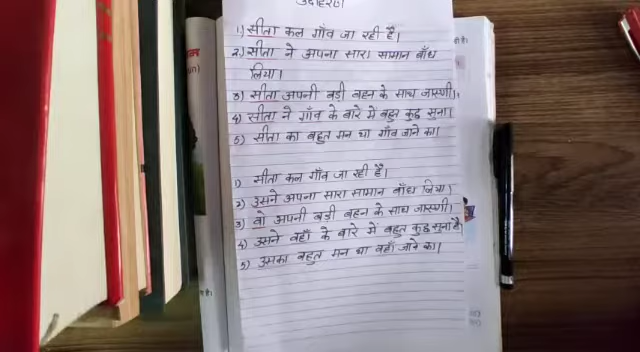 उदाहरण
1) सीता कल गाँव जा रही है।
2) सीता ने अपना सारा सामान बाँध
लिया।
3) सीता अपनी बड़ी बहन के साथ जाएगी।
4) सीता ने गाँव के बारे में बहुत कुछ सुना।
5) सीता का बहुत मन था गाँव जाने का।
1) सीता कल गाँव जा रही है।
2) उसने अपना सारा सामान बाँध लिया।
3) वो अपनी बड़ी बहन के साथ जाएगी।
4) उसने वहाँ के बारे में बहुत कुछ सुना है।
5) उसका बहुत मन था वहाँ जाने का।